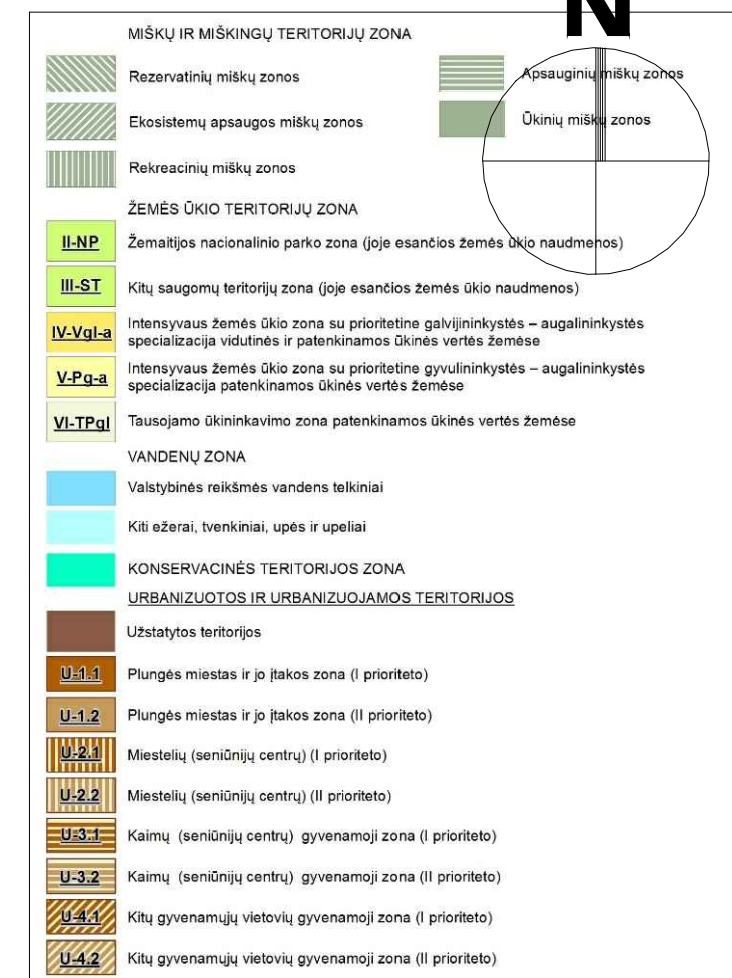 N
MIŠKŲ IR MIŠKINGŲ TERITORIJŲ ZONA
Rezervatinių miškų zonos
Apsauginių miškų zonos
Ekosistemų apsaugos miškų zonos
Ūkinių miškų zonos
Rekreacinių miškų zonos
ŽEMĖS ŪKIO TERITORIJŲ ZONA
II-NP Žemaitijos nacionalinio parko zona (joje esančios žemės ūkio naudmenos)
III-ST Kitų saugomų teritorijų zona (joje esančios žemės ūkio naudmenos)
IV-Vgl-a Intensyvaus žemės ūkio zona su prioritetine galvijininkystės – augalininkystės
specializacija vidutinės ir patenkinamos ūkinės vertės žemėse
V-Pg-a Intensyvaus žemės ūkio zona su prioritetine gyvulininkystės – augalininkystės
specializacija patenkinamos ūkinės vertės žemėse
VI-TPgl Tausojamo ūkininkavimo zona patenkinamos ūkinės vertės žemėse
VANDENŲ ZONA
Valstybinės reikšmės vandens telkiniai
Kiti ežerai, tvenkiniai, upės ir upeliai
KONSERVACINĖS TERITORIJOS ZONA
URBANIZUOTOS IR URBANIZUOJAMOS TERITORIJOS
Užstatytos teritorijos
U-1.1 Plungės miestas ir jo įtakos zona (I prioriteto)
U-1.2 Plungės miestas ir jo įtakos zona (II prioriteto)
U-2.1 Miestelių (seniūnijų centrų) (I prioriteto)
U-2.2 Miestelių (seniūnijų centrų) (II prioriteto)
U-3.1 Kaimų (seniūnijų centrų) gyvenamoji zona (I prioriteto)
U-3.2 Kaimų (seniūnijų centrų) gyvenamoji zona (II prioriteto)
U-4.1 Kitų gyvenamųjų vietovių gyvenamoji zona (I prioriteto)
U-4.2 Kitų gyvenamųjų vietovių gyvenamoji zona (II prioriteto)